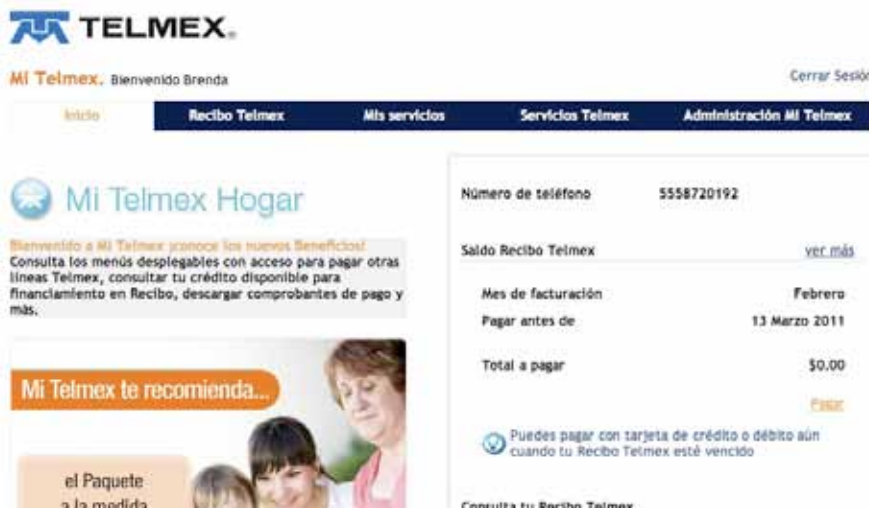 TELMEX.
Mi Telmex. Bienvenido Brenda
Cerrar Sesión
Inicio
Recibo Telmex
Mis servicios
Servicios Telmex
Administración Mi Telmex
Mi Telmex Hogar
Bienvenido a Mi Telmex ¡conoce los nuevos Beneficios!
Consulta los menús desplegables con acceso para pagar otras
líneas Telmex, consultar tu crédito disponible para
financiamiento en Recibo, descargar comprobantes de pago y
más.
Mi Telmex te recomienda...
el Paquete
a la medida
Número de teléfono 5558720192
Saldo Recibo Telmex ver más
Mes de facturación Febrero
Pagar antes de 13 Marzo 2011
Total a pagar $0.00
Pagar
Puedes pagar con tarjeta de crédito o débito aún
cuando tu Recibo Telmex esté vencido
Consulta tu Recibo Telmex